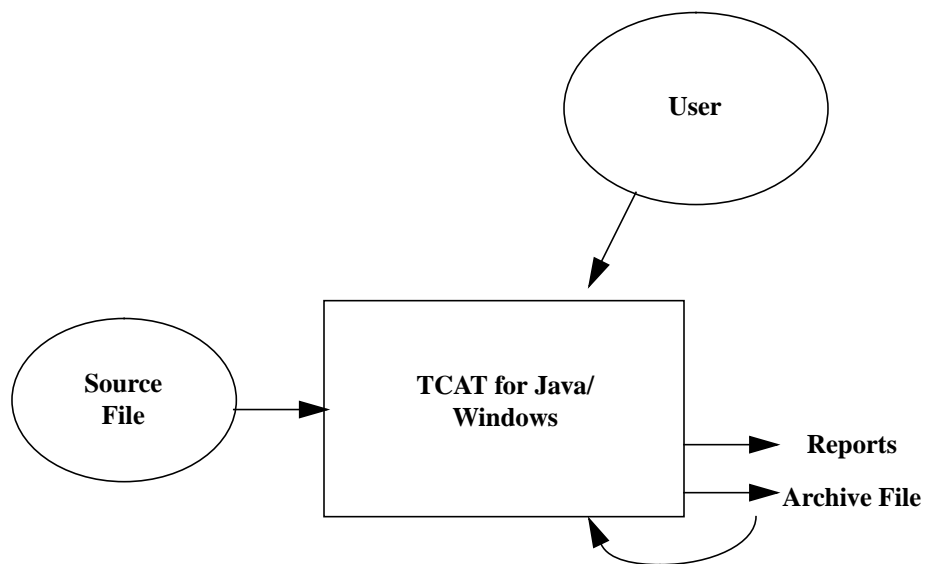 User
Source
File
TCAT for Java/
Windows
Reports
Archive File